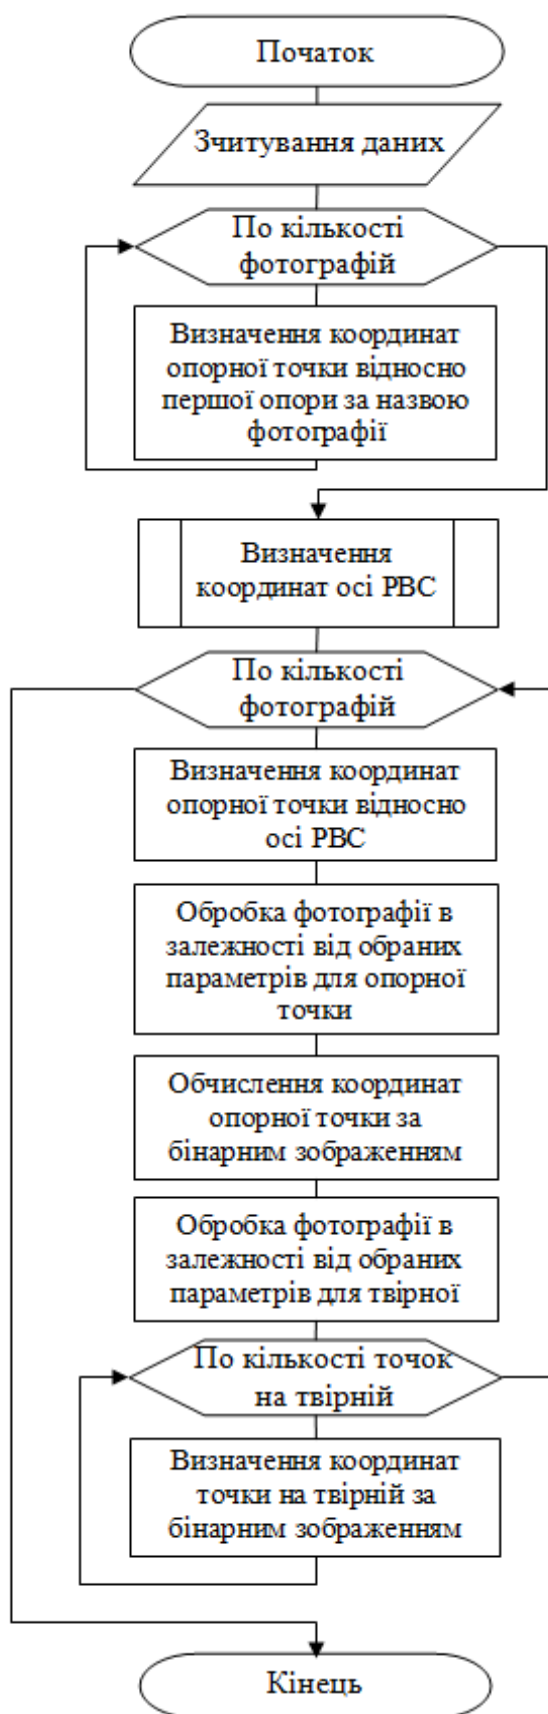 Початок
Зчитування даних
По кількості
фотографій
Визначення координат
опорної точки відносно
першої опори за назвою
фотографії
Визначення
координат осі РВС
По кількості
фотографій
Визначення координат
опорної точки відносно
осі РВС
Обробка фотографії в
залежності від обраних
параметрів для опорної
точки
Обчислення координат
опорної точки за
бінарним зображенням
Обробка фотографії в
залежності від обраних
параметрів для твірної
По кількості точок
на твірній
Визначення координат
точки на твірній за
бінарним зображенням
Кінець